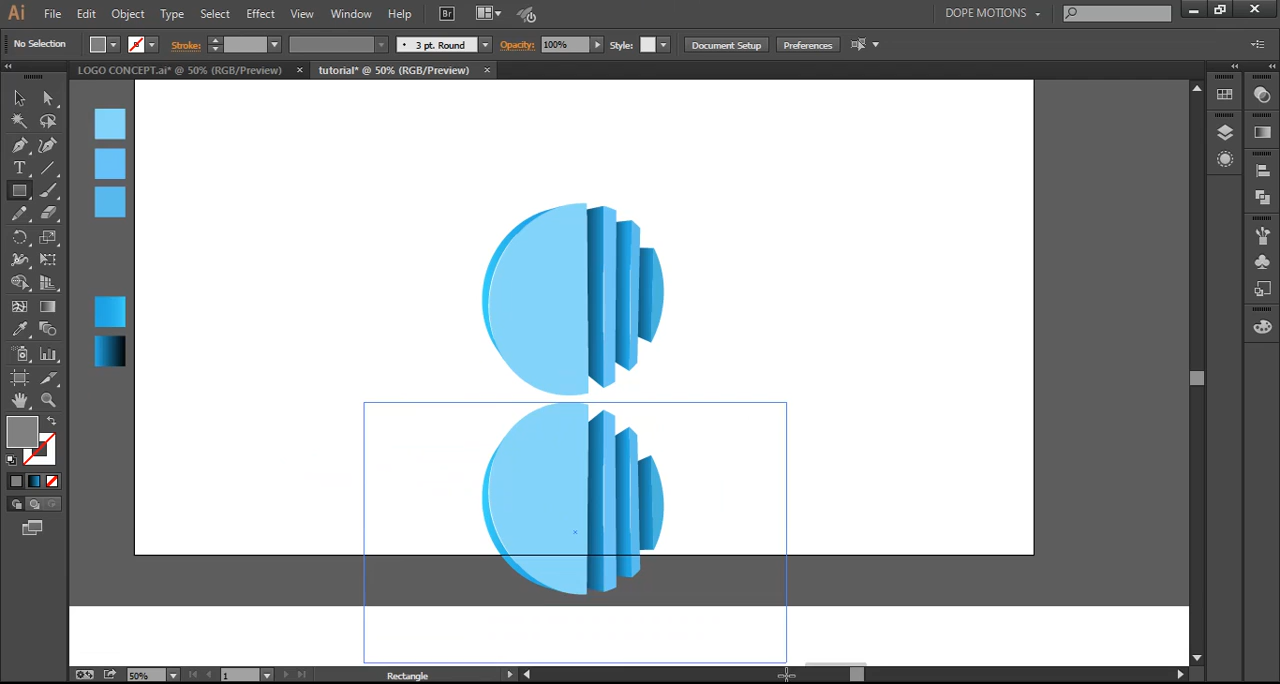 Ai File Edit Object Type Select Effect View Window Help Br DOPE MOTIONS
No Selection Stroke: 3 pt. Round Opacity: 100% Style: Document Setup Preferences
LOGO CONCEPT.ai* @ 50% (RGB/Preview) × tutorial* @ 50% (RGB/Preview) ×
T
50% 1 Rectangle